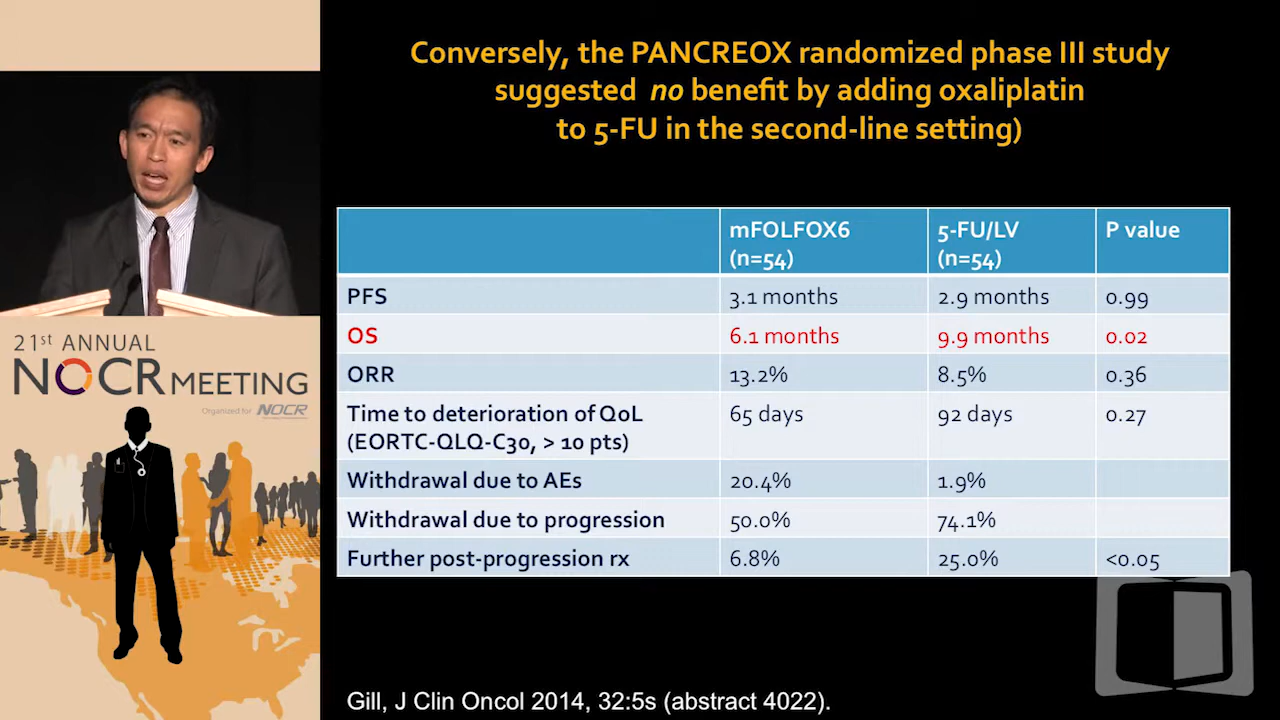 Conversely, the PANCREOX randomized phase III study
suggested no benefit by adding oxaliplatin
to 5-FU in the second-line setting)
mFOLFOX6 (n=54) 5-FU/LV (n=54) P value
PFS 3.1 months 2.9 months 0.99
OS 6.1 months 9.9 months 0.02
ORR 13.2% 8.5% 0.36
Time to deterioration of QoL (EORTC-QLQ-C30, > 10 pts) 65 days 92 days 0.27
Withdrawal due to AEs 20.4% 1.9%
Withdrawal due to progression 50.0% 74.1%
Further post-progression rx 6.8% 25.0% <0.05
Gill, J Clin Oncol 2014, 32:5s (abstract 4022).
21st ANNUAL
NOCR MEETING
Organized for NOCR